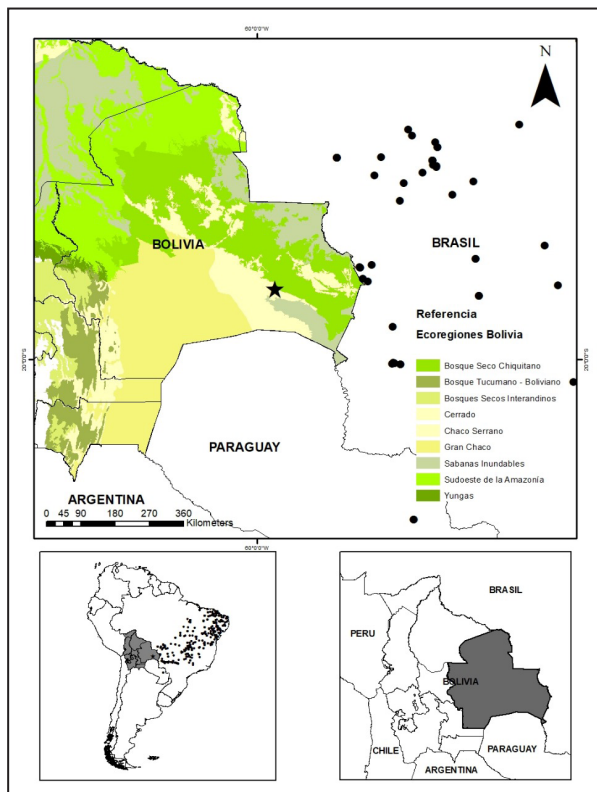 60°0'0"W
N
BOLIVIA
BRASIL
Referencia
Ecoregiones Bolivia
20°0'0"S
20°0'0"S
Bosque Seco Chiquitano
Bosque Tucumano - Boliviano
Bosques Secos Interandinos
Cerrado
Chaco Serrano
Gran Chaco
Sabanas Inundables
Sudoeste de la Amazonía
Yungas
PARAGUAY
ARGENTINA
0 45 90 180 270 360
Kilometers
60°0'0"W
BRASIL
PERU
BOLIVIA
CHILE
PARAGUAY
ARGENTINA